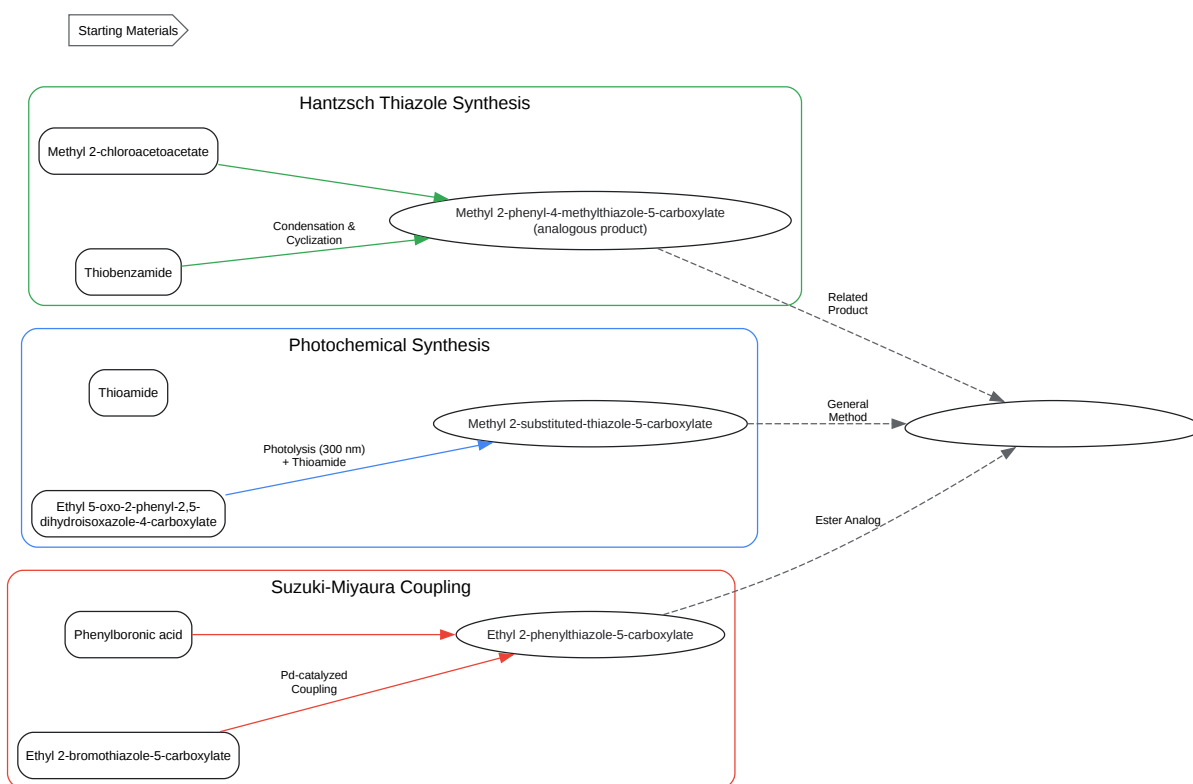 Starting Materials
Hantzsch Thiazole Synthesis
Methyl 2-chloroacetoacetate
Condensation &
Cyclization
Thiobenzamide
Methyl 2-phenyl-4-methylthiazole-5-carboxylate
(analogous product)
Related
Product
Photochemical Synthesis
Thioamide
Photolysis (300 nm)
+ Thioamide
Ethyl 5-oxo-2-phenyl-2,5-
dihydroisoxazole-4-carboxylate
Methyl 2-substituted-thiazole-5-carboxylate
General
Method
Ester Analog
Suzuki-Miyaura Coupling
Phenylboronic acid
Pd-catalyzed
Coupling
Ethyl 2-bromothiazole-5-carboxylate
Ethyl 2-phenylthiazole-5-carboxylate